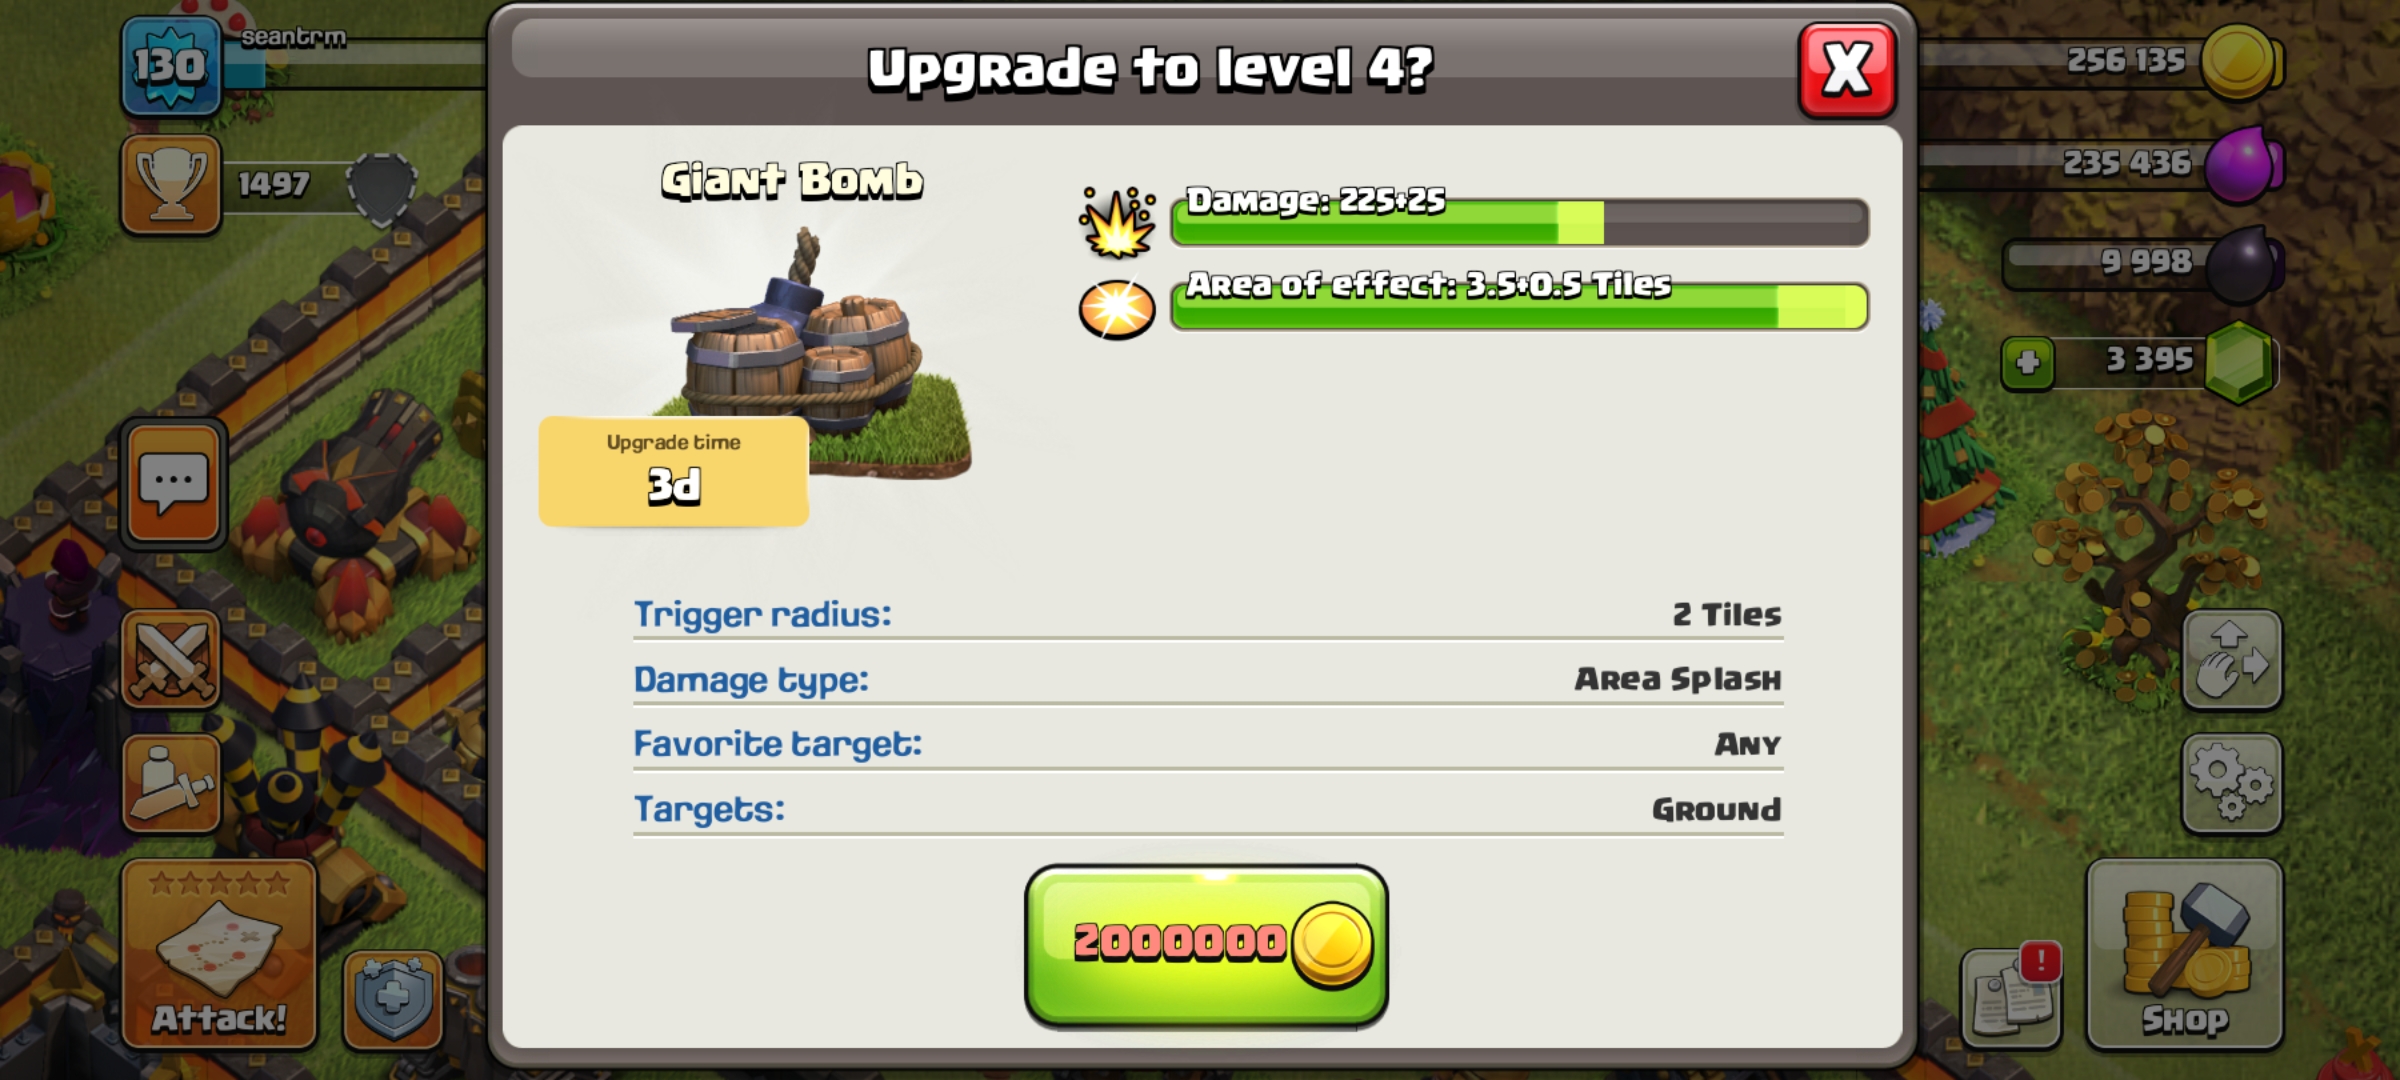 130
seantrm
1497
Upgrade to level 4?
X
256 135
235 436
9 998
3 395
Giant Bomb
Damage: 225+25
Area of effect: 3.5+0.5 Tiles
Upgrade time
3d
Trigger radius: 2 Tiles
Damage type: Area Splash
Favorite target: Any
Targets: Ground
2000000
Attack!
!
Shop